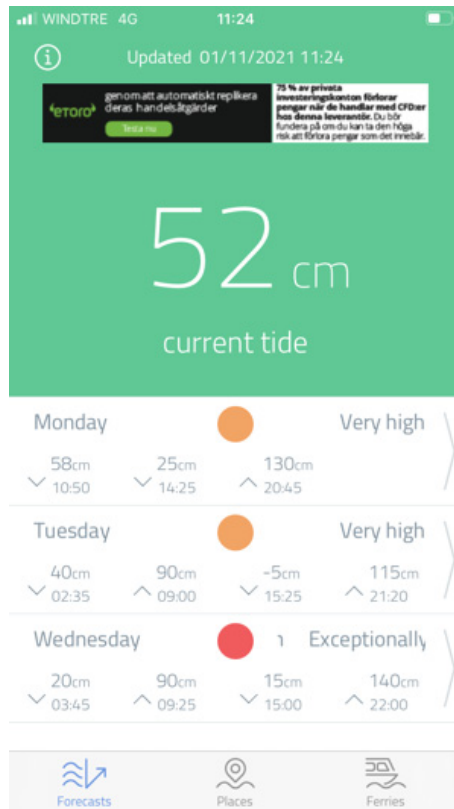 WINDTRE 4G 11:24
Updated 01/11/2021 11:24
eTORO
genom att automatiskt replikera
deras handelsåtgärder
Testa nu
75 % av privata
investeringskonton förlorar
pengar när de handlar med CFD:er
hos denna leverantör. Du bör
fundera på om du kan ta den höga
risk att förlora pengar som det innebär.
52 cm
current tide
Monday Very high
58cm 25cm 130cm
10:50 14:25 20:45
Tuesday Very high
40cm 90cm -5cm 115cm
02:35 09:00 15:25 21:20
Wednesday Exceptionally
20cm 90cm 15cm 140cm
03:45 09:25 15:00 22:00
Forecasts Places Ferries